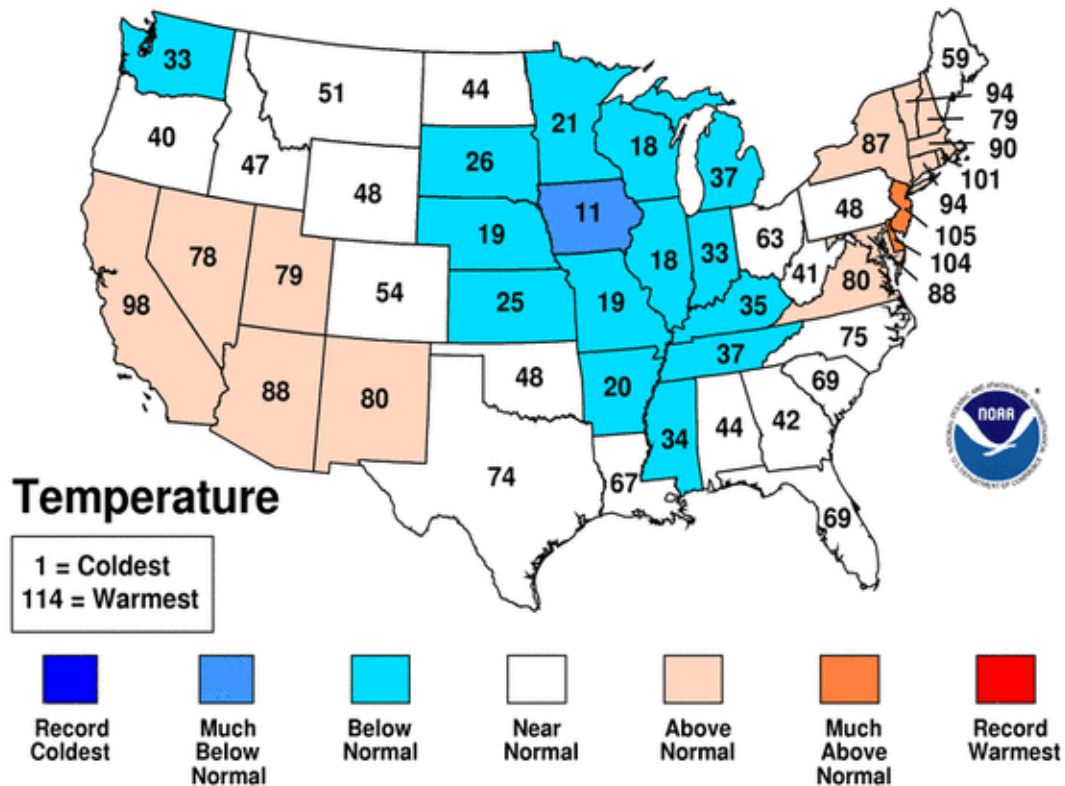 33
51
44
59
94
79
40
47
21
18
87
90
26
37
101
48
11
48
94
19
63
105
78
79
54
18
33
41
80
104
98
25
19
35
88
37
75
88
80
48
20
69
34
44
42
NOAA
74
67
69
Temperature
1 = Coldest
114 = Warmest
Record
Coldest
Much
Below
Normal
Below
Normal
Near
Normal
Above
Normal
Much
Above
Normal
Record
Warmest